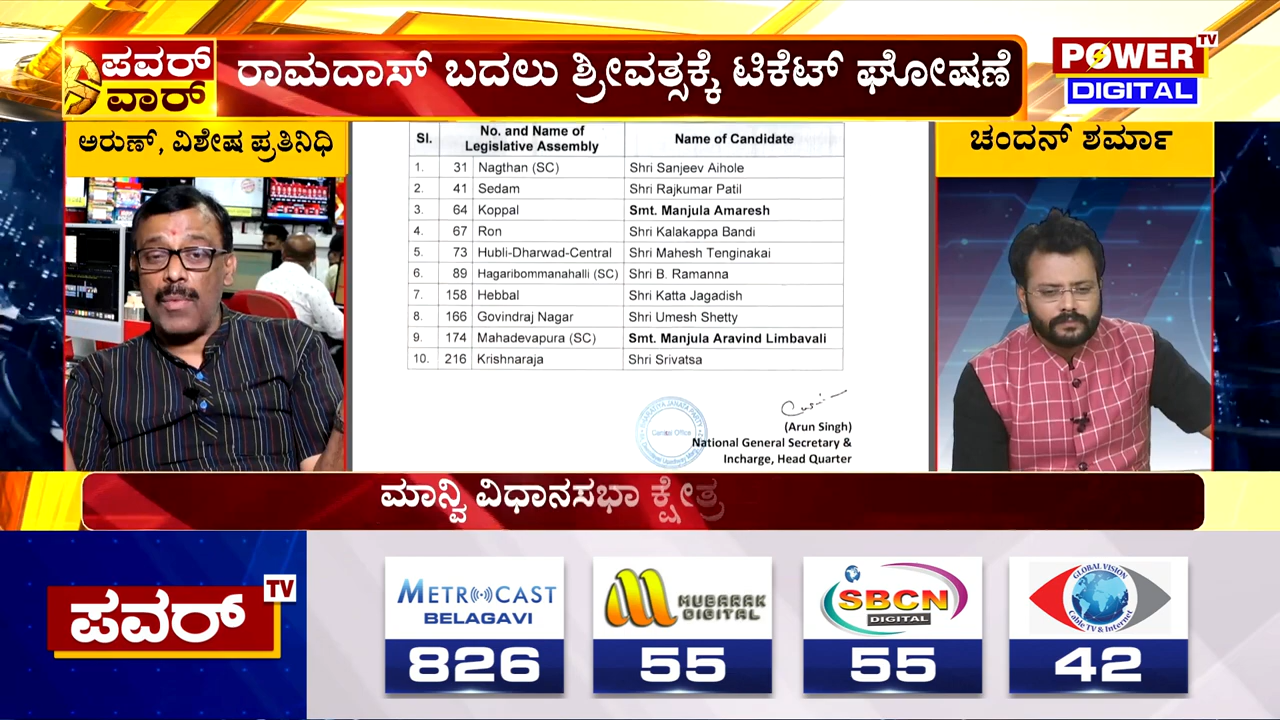 ಪವರ್
ವಾರ್
ರಾಮದಾಸ್ ಬದಲು ಶ್ರೀವತ್ಸಕ್ಕೆ ಟಿಕೆಟ್ ಘೋಷಣೆ
POWER TV
DIGITAL
ಅರುಣ್, ವಿಶೇಷ ಪ್ರತಿನಿಧಿ
ಚಂದನ್ ಶರ್ಮಾ
Sl. No. and Name of Legislative Assembly Name of Candidate
1. 31 Nagthan (SC) Shri Sanjeev Aihole
2. 41 Sedam Shri Rajkumar Patil
3. 64 Koppal Smt. Manjula Amaresh
4. 67 Ron Shri Kalakappa Bandi
5. 73 Hubli-Dharwad-Central Shri Mahesh Tenginakai
6. 89 Hagaribommanahalli (SC) Shri B. Ramanna
7. 158 Hebbal Shri Katta Jagadish
8. 166 Govindraj Nagar Shri Umesh Shetty
9. 174 Mahadevapura (SC) Smt. Manjula Aravind Limbavali
10. 216 Krishnaraja Shri Srivatsa
(Arun Singh)
National General Secretary &
Incharge, Head Quarter
ಮಾನ್ವಿ ವಿಧಾನಸಭಾ ಕ್ಷೇತ್ರ
ಪವರ್ TV
METROCAST
BELAGAVI
826
MUBARAK
DIGITAL
55
SBCN
DIGITAL
55
GLOBAL VISION
Cable TV & Internet
42